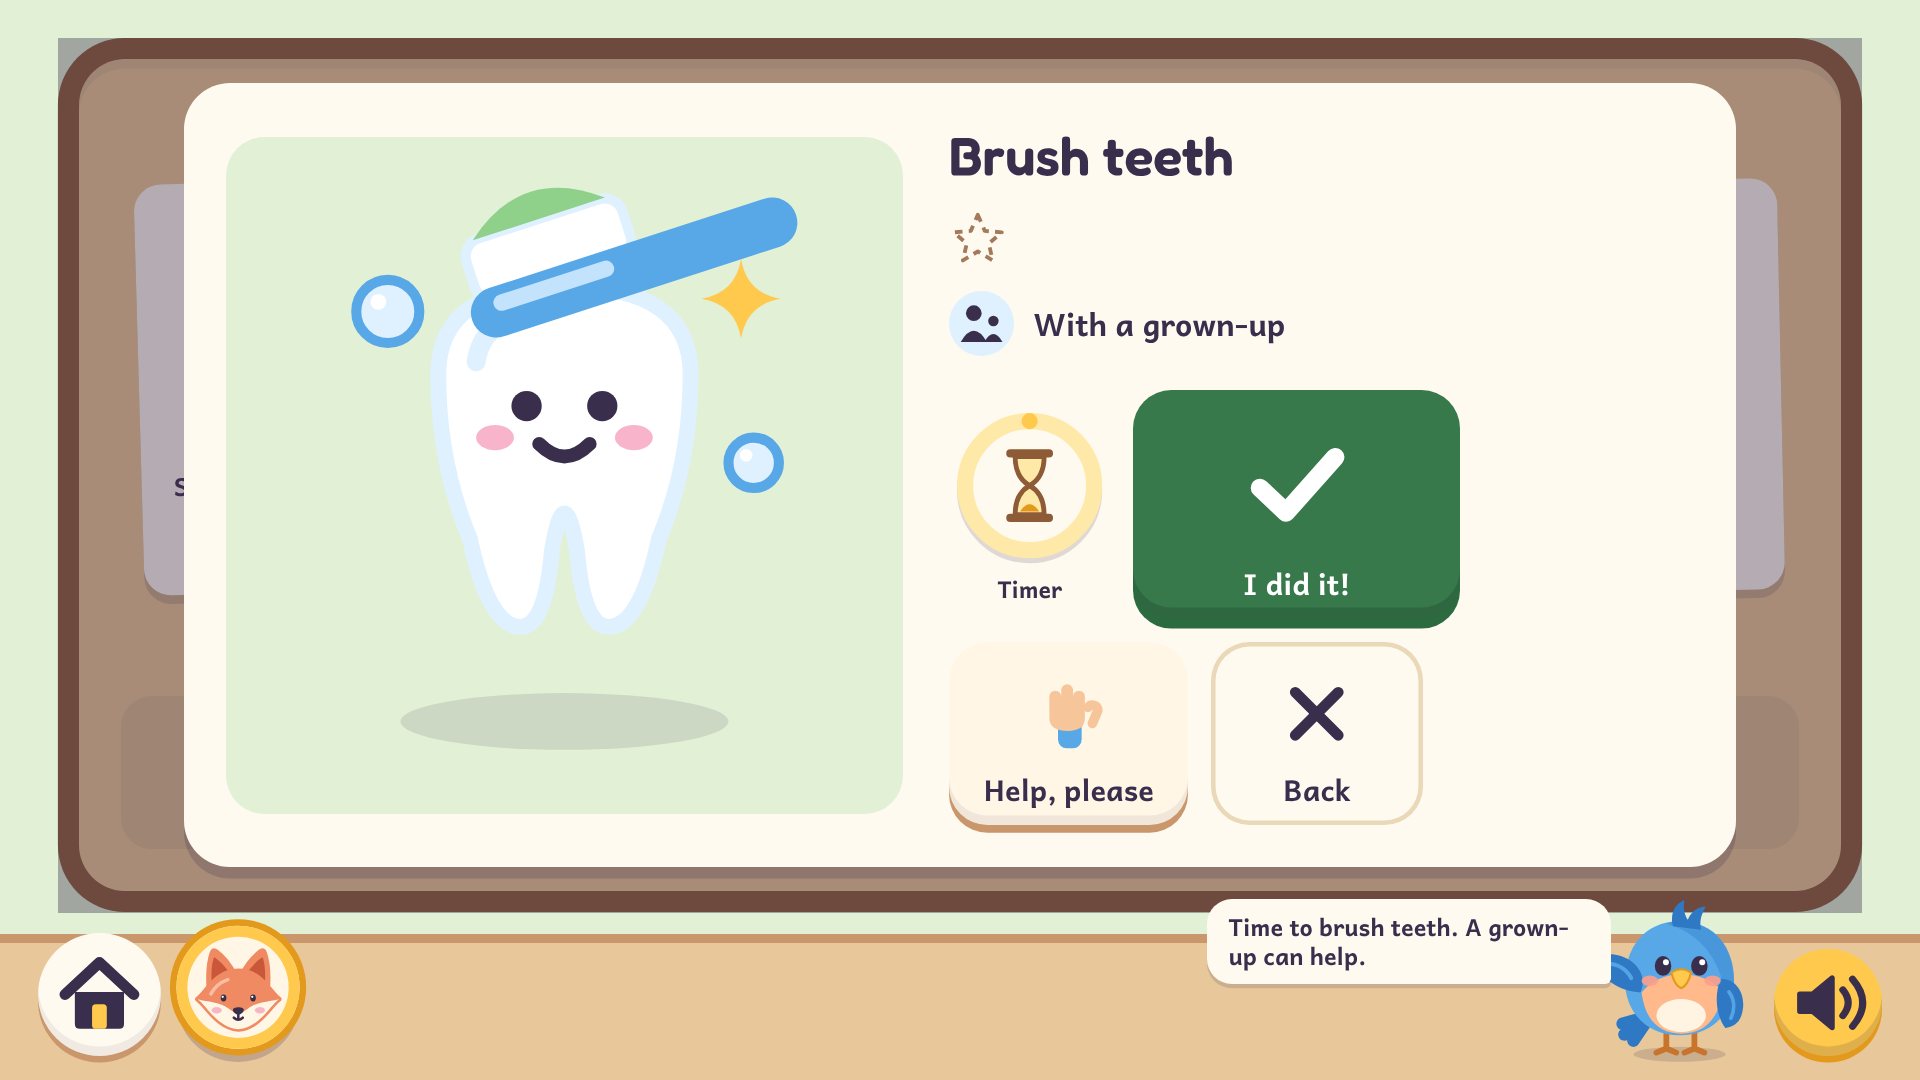 Brush teeth
With a grown-up
Timer
I did it!
Help, please
Back
Time to brush teeth. A grown-
up can help.